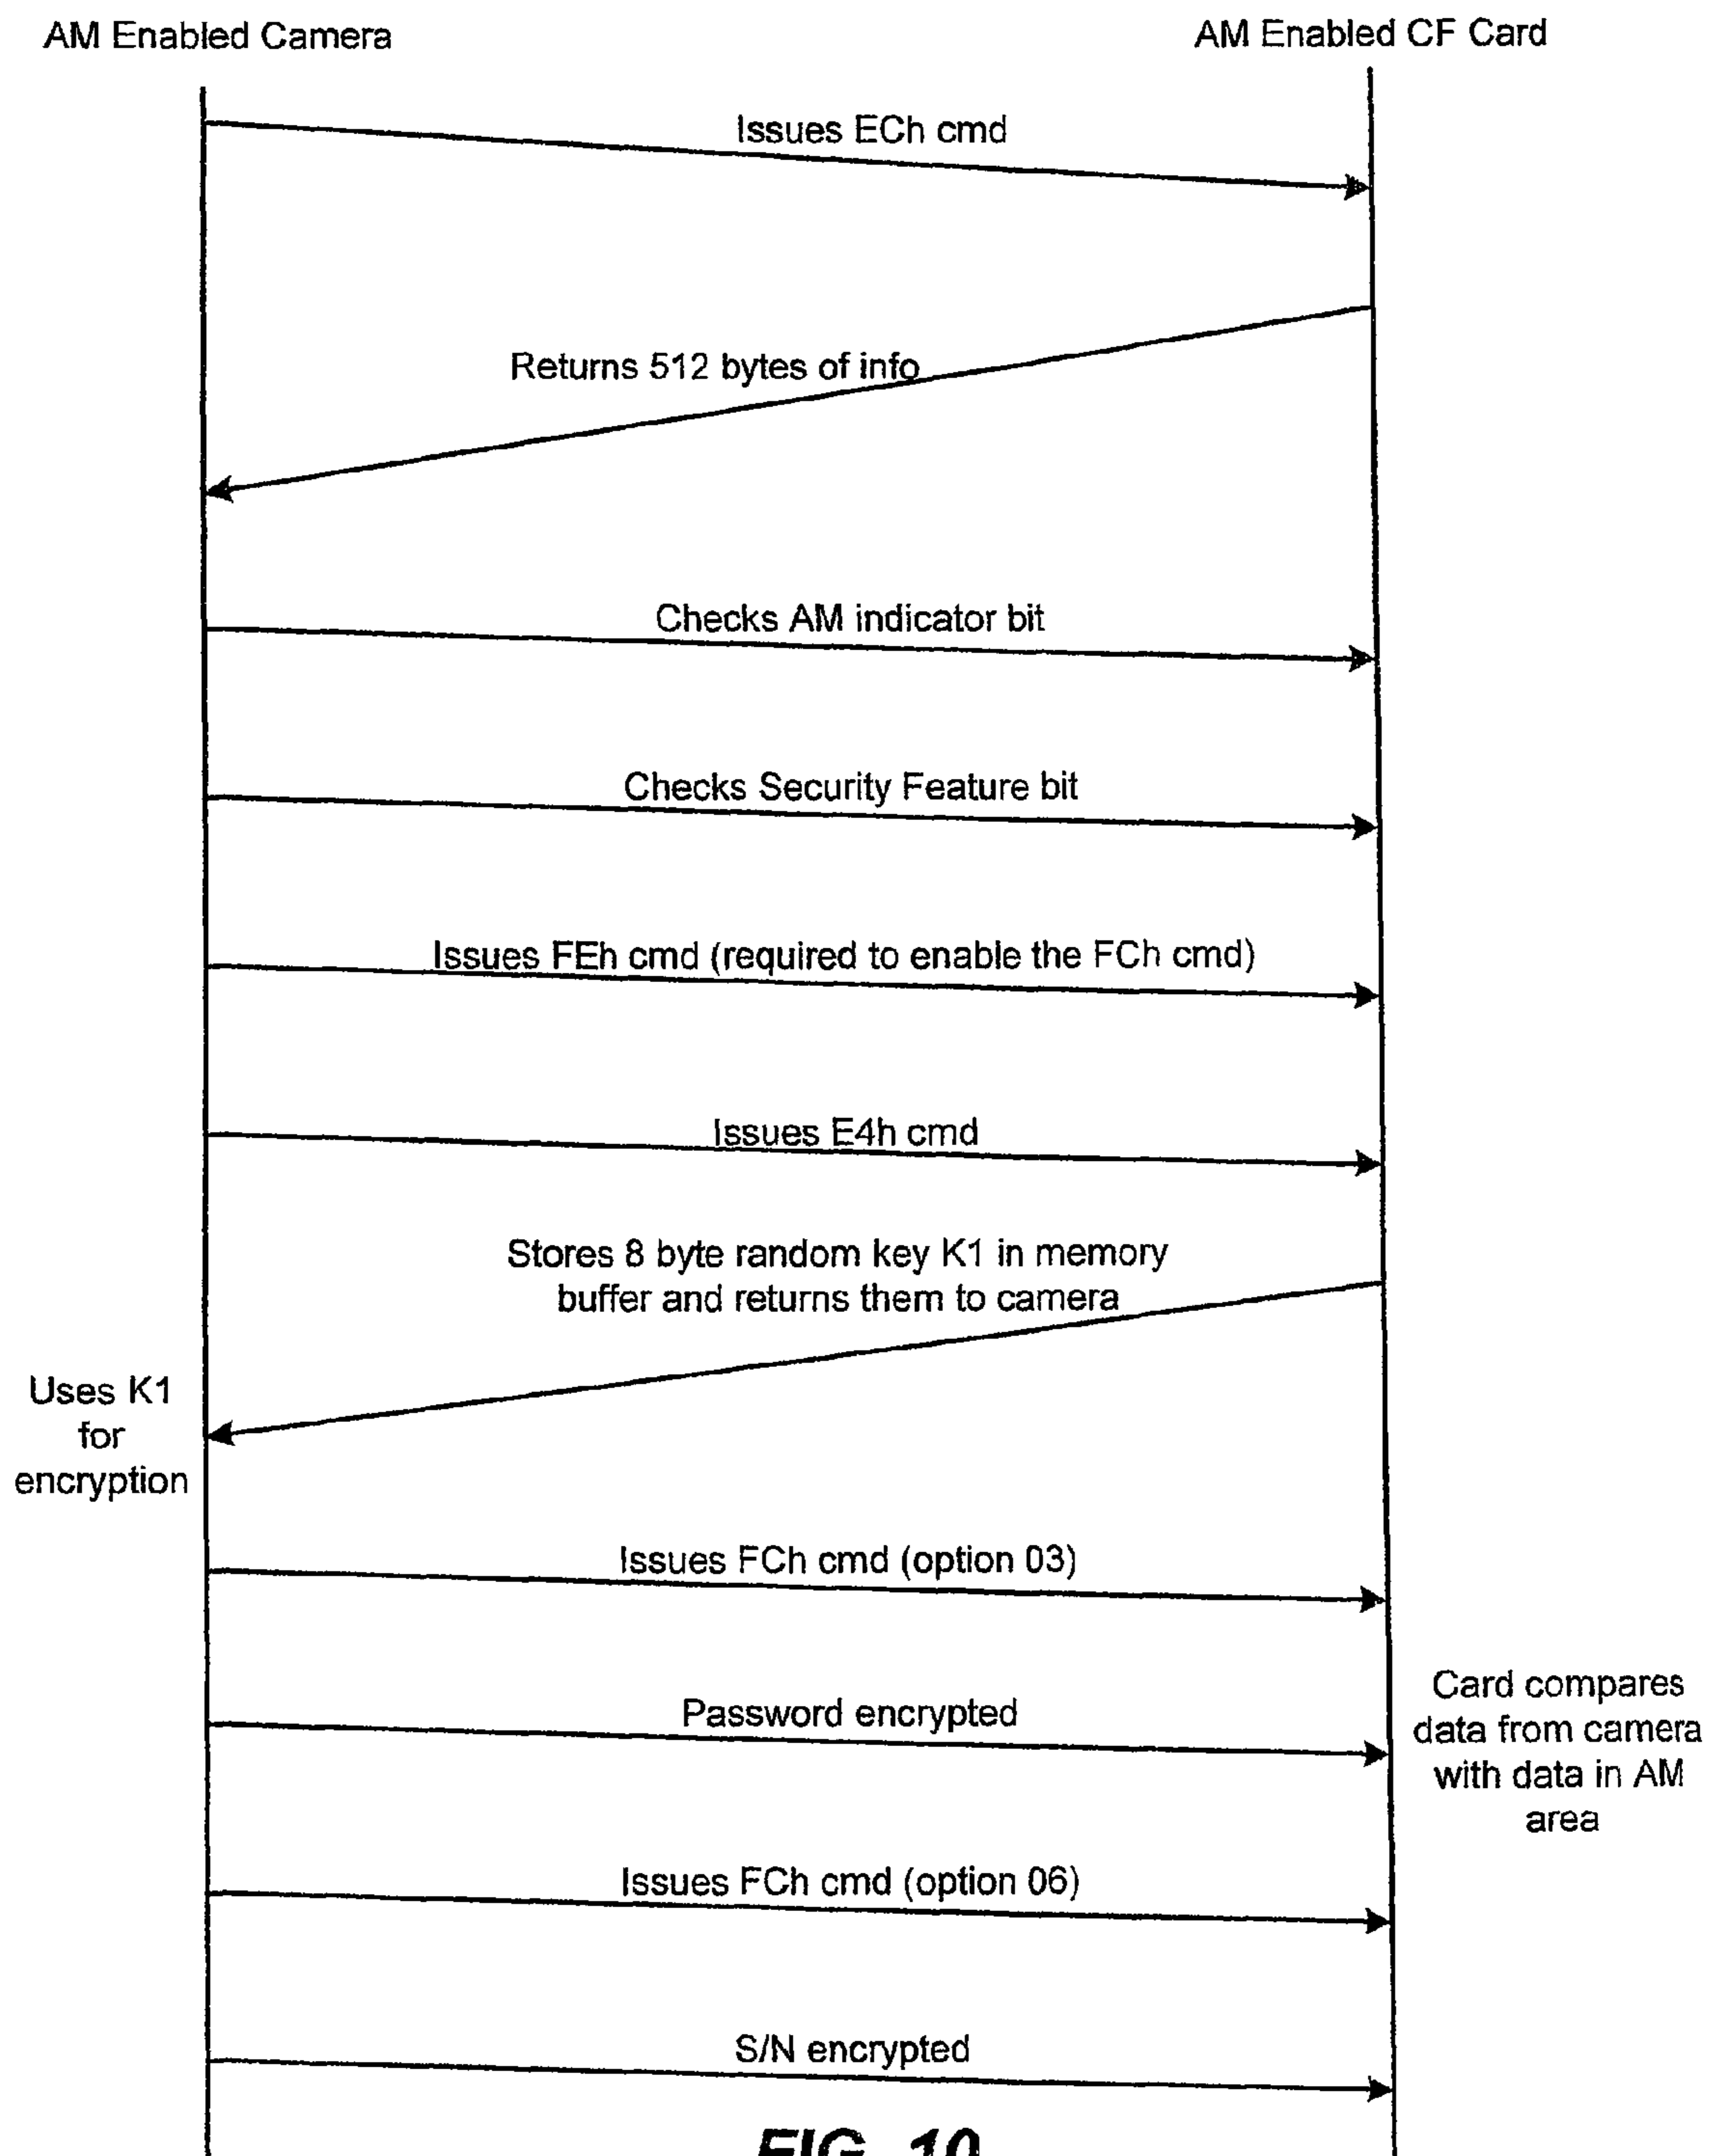 AM Enabled Camera
AM Enabled CF Card
Issues ECh cmd
Returns 512 bytes of info
Checks AM indicator bit
Checks Security Feature bit
Issues FEh cmd (required to enable the FCh cmd)
Issues E4h cmd
Stores 8 byte random key K1 in memory
buffer and returns them to camera
Uses K1
for
encryption
Issues FCh cmd (option 03)
Password encrypted
Card compares
data from camera
with data in AM
area
Issues FCh cmd (option 06)
S/N encrypted
FIG. 10